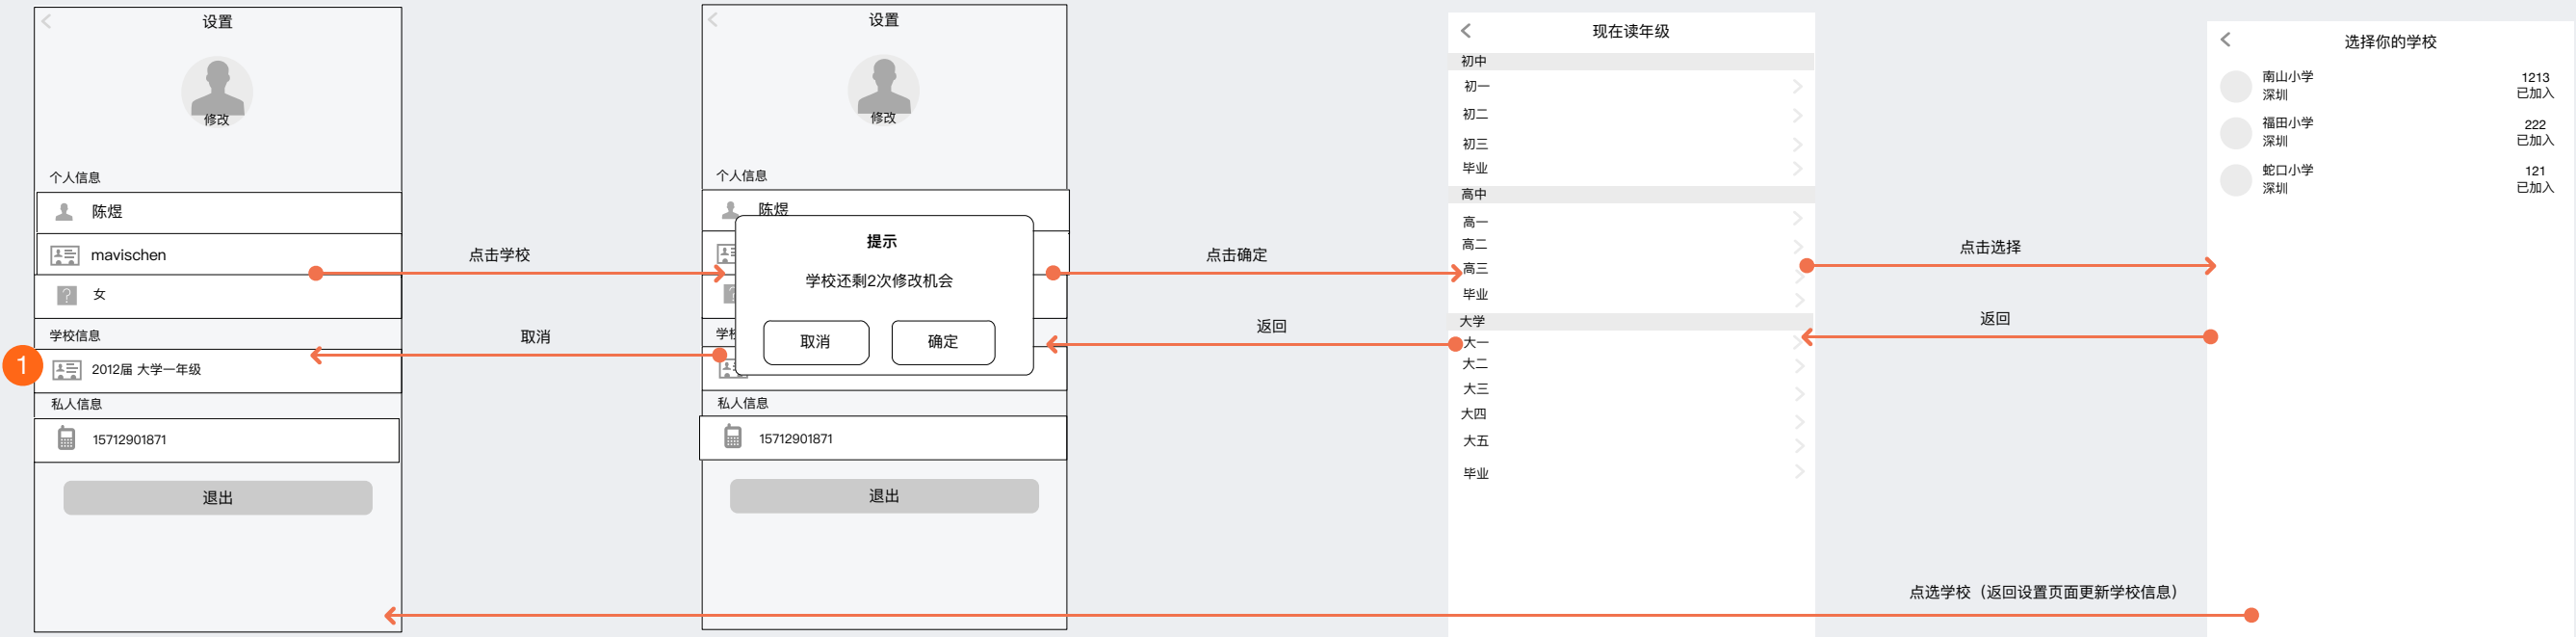 设置
修改
个人信息
陈煜
mavischen
女
学校信息
1
2012届 大学一年级
私人信息
15712901871
退出
点击学校
取消
设置
修改
个人信息
陈煜
提示
学校还剩2次修改机会
取消
确定
学校
私人信息
15712901871
退出
点击确定
返回
现在读年级
初中
初一
初二
初三
毕业
高中
高一
高二
高三
毕业
大学
大一
大二
大三
大四
大五
毕业
点击选择
返回
点选学校（返回设置页面更新学校信息）
选择你的学校
南山小学
深圳
1213
已加入
福田小学
深圳
222
已加入
蛇口小学
深圳
121
已加入